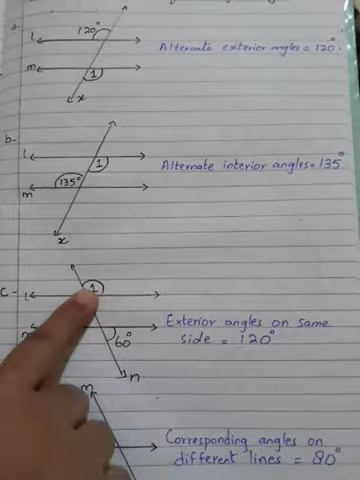 a.
120°
l
Alternate exterior angles = 120°
m
1
x
b-
l
1
Alternate interior angles = 135°
135°
m
x
c-
1
l
Exterior angles on same
side = 120°
60°
n
m
Corresponding angles on
different lines = 80°